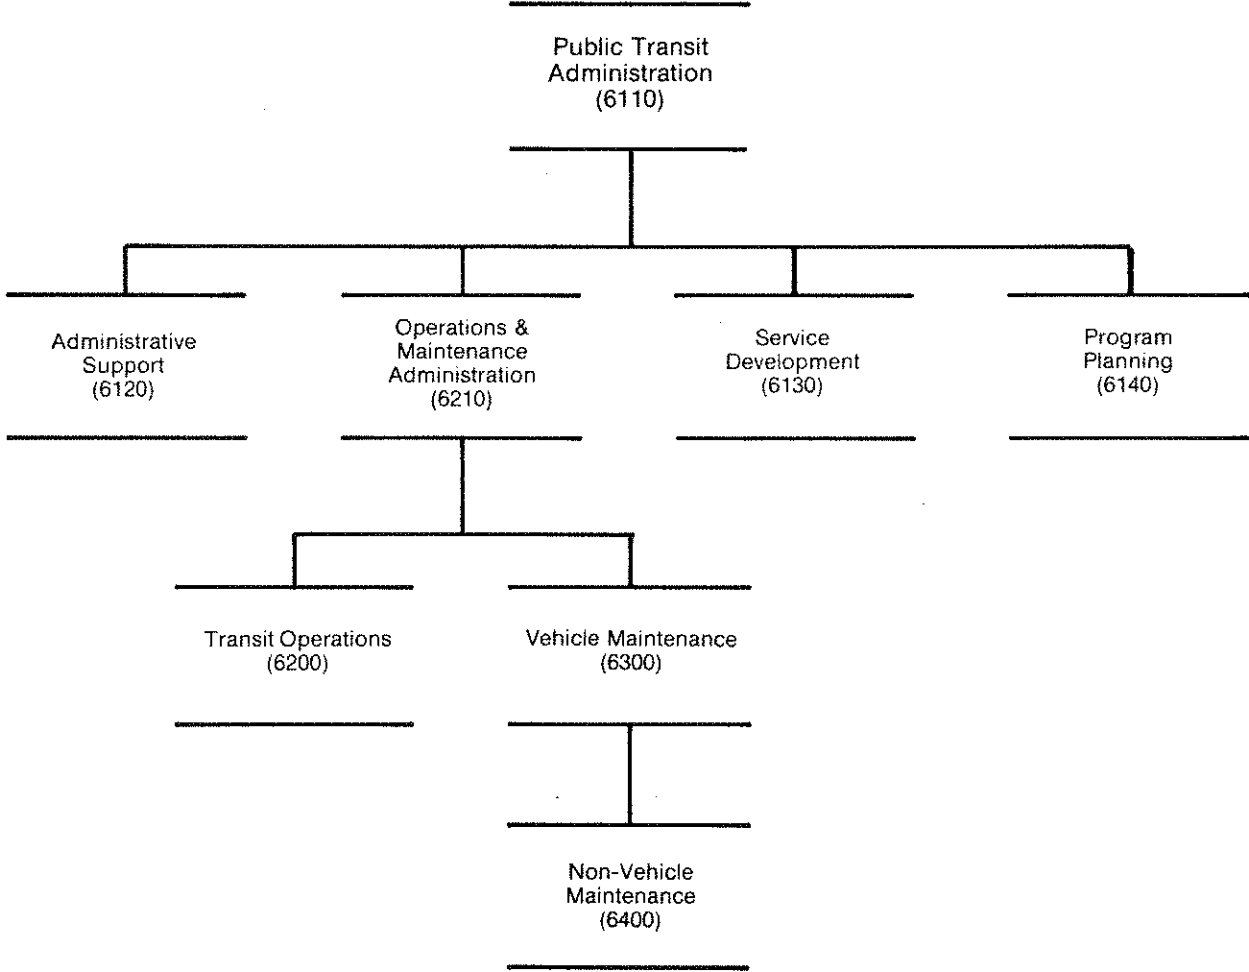 Public Transit
Administration
(6110)
Administrative
Support
(6120)
Operations &
Maintenance
Administration
(6210)
Service
Development
(6130)
Program
Planning
(6140)
Transit Operations
(6200)
Vehicle Maintenance
(6300)
Non-Vehicle
Maintenance
(6400)